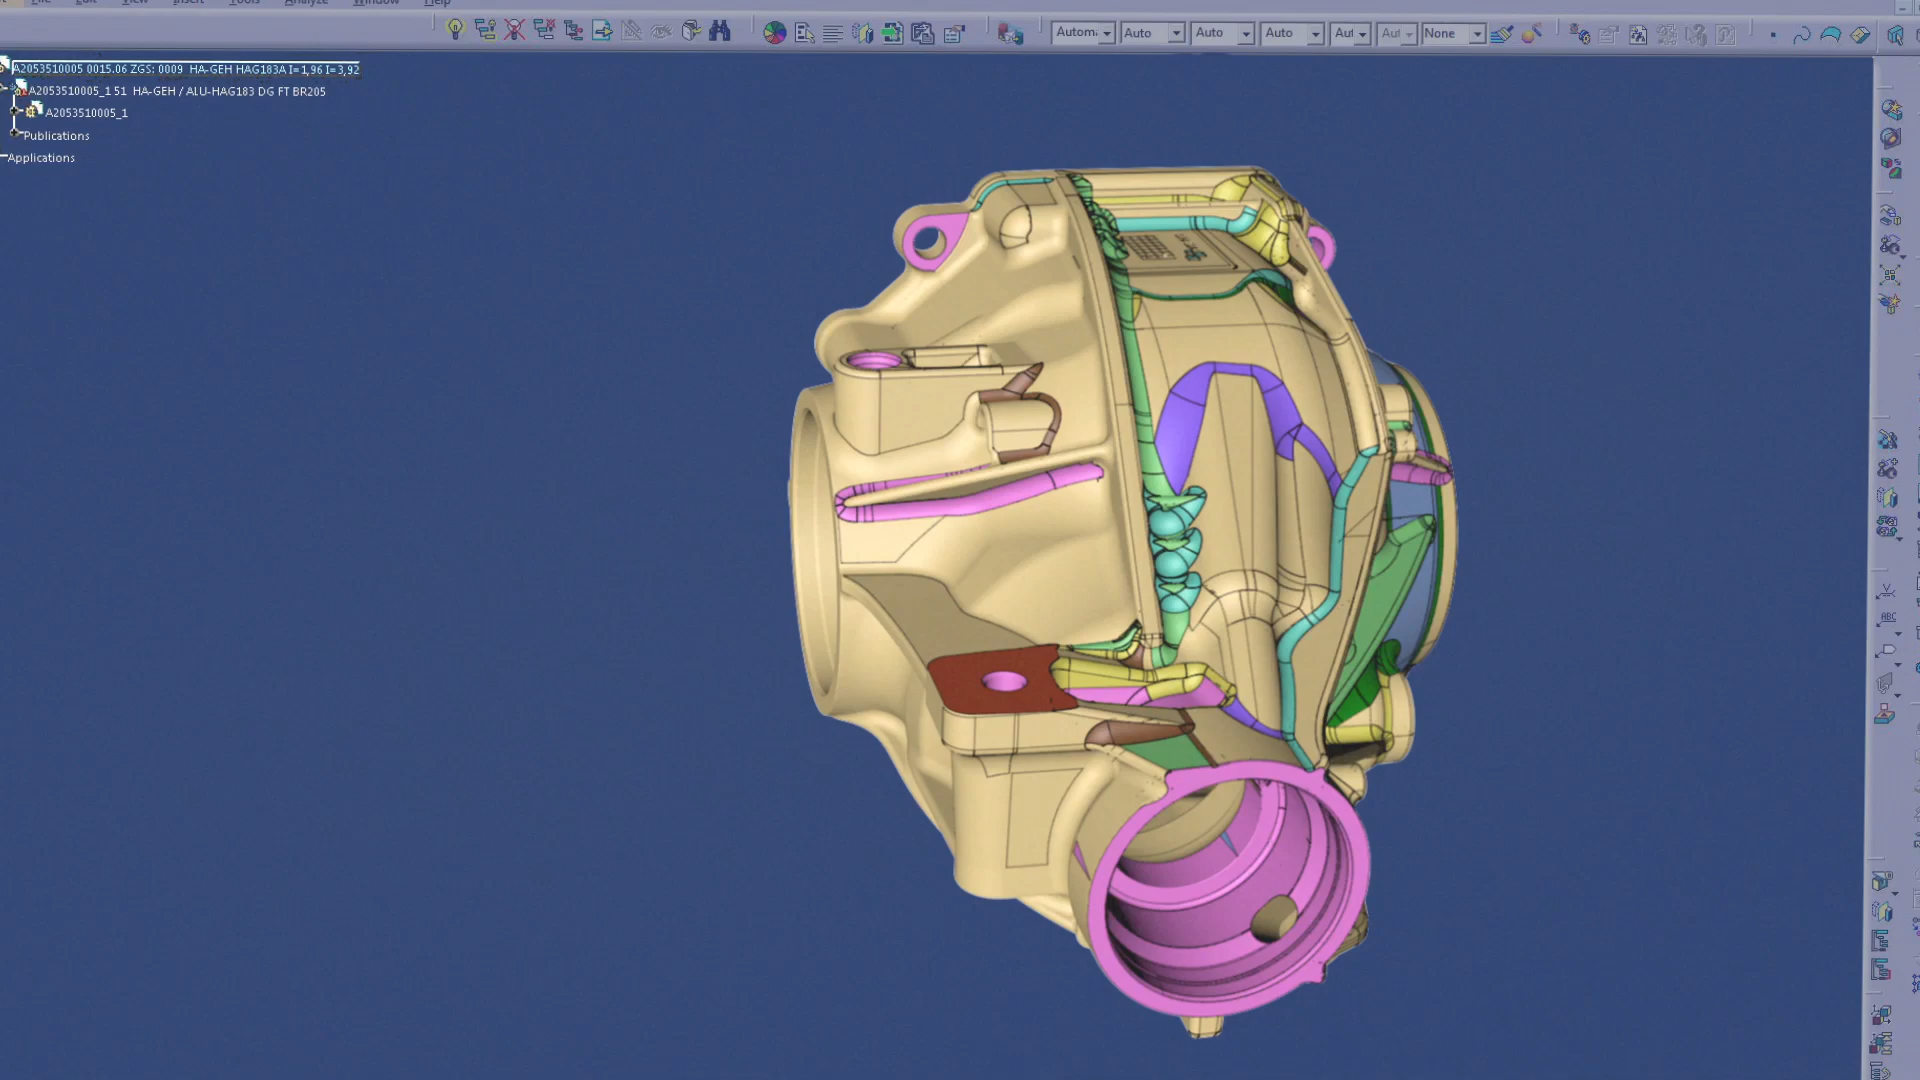 File Edit View Insert Tools Analyze Window Help
Autom Auto Auto Auto Aut Aut None
A2053510005 0015.06 ZGS: 0009 HA-GEH HAG183A I=1,96 I=3,92
A2053510005_1 51 HA-GEH / ALU-HAG183 DG FT BR205
A2053510005_1
Publications
Applications
ABC